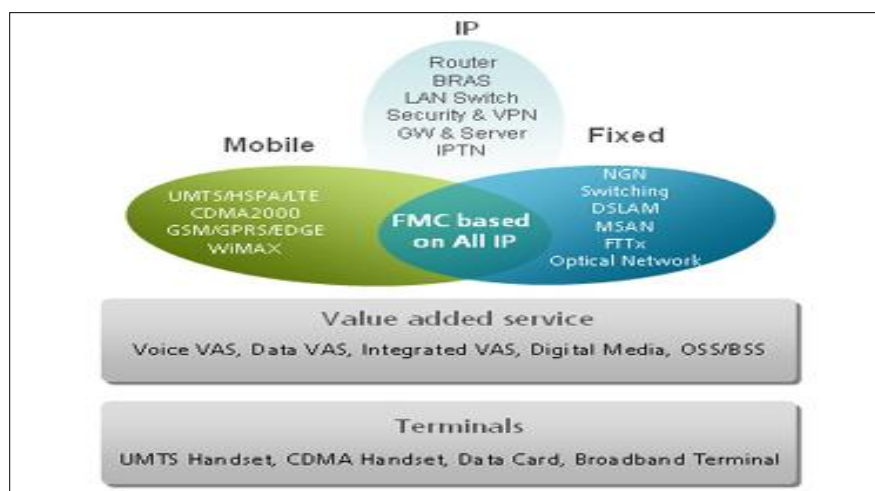 IP
Router
BRAS
LAN Switch
Security & VPN
GW & Server
IPTN
Mobile
Fixed
UMTS/HSPA/LTE
CDMA2000
GSM/GPRS/EDGE
WiMAX
FMC based
on All IP
NGN
Switching
DSLAM
MSAN
FTTx
Optical Network
Value added service
Voice VAS, Data VAS, Integrated VAS, Digital Media, OSS/BSS
Terminals
UMTS Handset, CDMA Handset, Data Card, Broadband Terminal